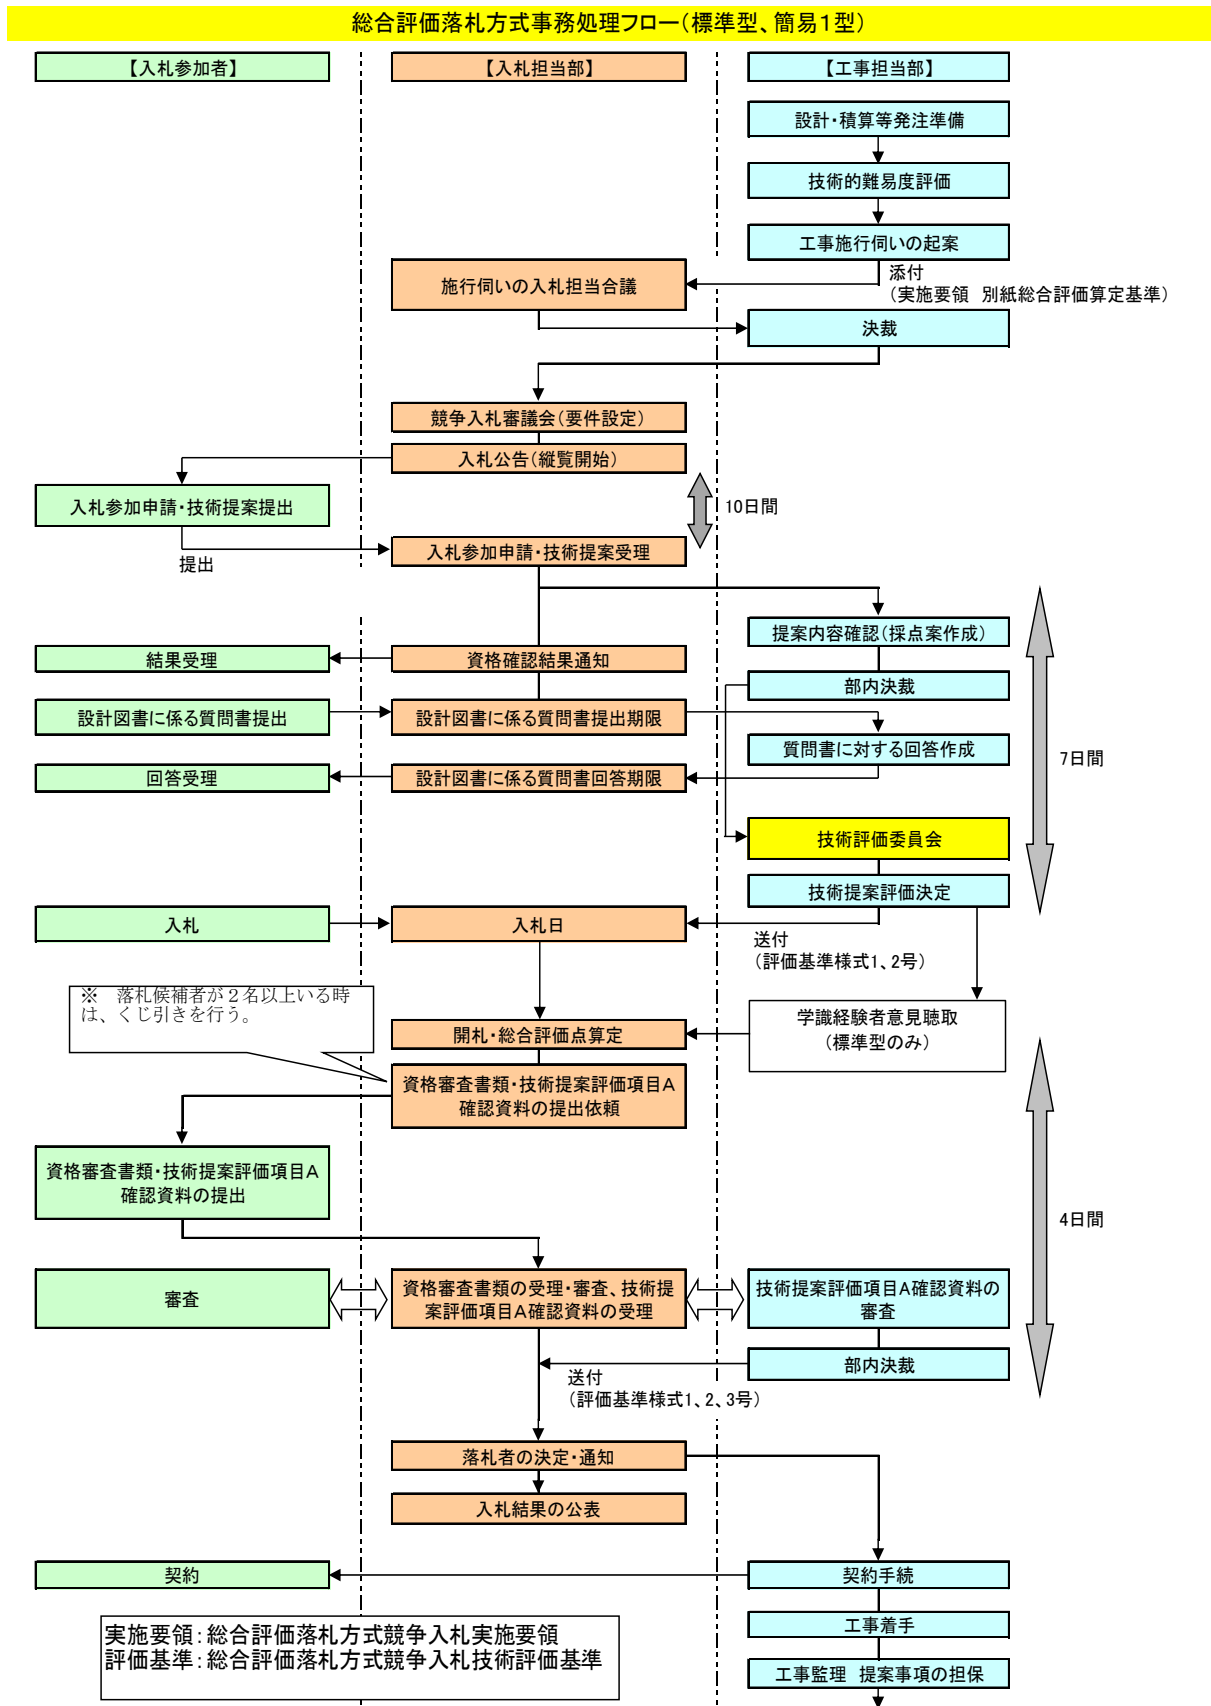 総合評価落札方式事務処理フロー(標準型、簡易1型)
【入札参加者】
【入札担当部】
【工事担当部】
設計・積算等発注準備
技術的難易度評価
工事施行伺いの起案
添付
(実施要領　別紙総合評価算定基準)
施行伺いの入札担当合議
決裁
競争入札審議会(要件設定)
入札公告(縦覧開始)
入札参加申請・技術提案提出
10日間
提出
入札参加申請・技術提案受理
提案内容確認(採点案作成)
結果受理
資格確認結果通知
部内決裁
設計図書に係る質問書提出
設計図書に係る質問書提出期限
質問書に対する回答作成
7日間
回答受理
設計図書に係る質問書回答期限
技術評価委員会
技術提案評価決定
入札
入札日
送付
(評価基準様式1、2号)
※　落札候補者が２名以上いる時
は、くじ引きを行う。
学識経験者意見聴取
(標準型のみ)
開札・総合評価点算定
資格審査書類・技術提案評価項目A
確認資料の提出依頼
資格審査書類・技術提案評価項目A
確認資料の提出
4日間
審査
資格審査書類の受理・審査、技術提
案評価項目A確認資料の受理
技術提案評価項目A確認資料の
審査
部内決裁
送付
(評価基準様式1、2、3号)
落札者の決定・通知
入札結果の公表
契約
契約手続
工事着手
工事監理　提案事項の担保
実施要領:総合評価落札方式競争入札実施要領
評価基準:総合評価落札方式競争入札技術評価基準